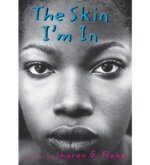 The Skin
I'm In
Sharon G. Flake